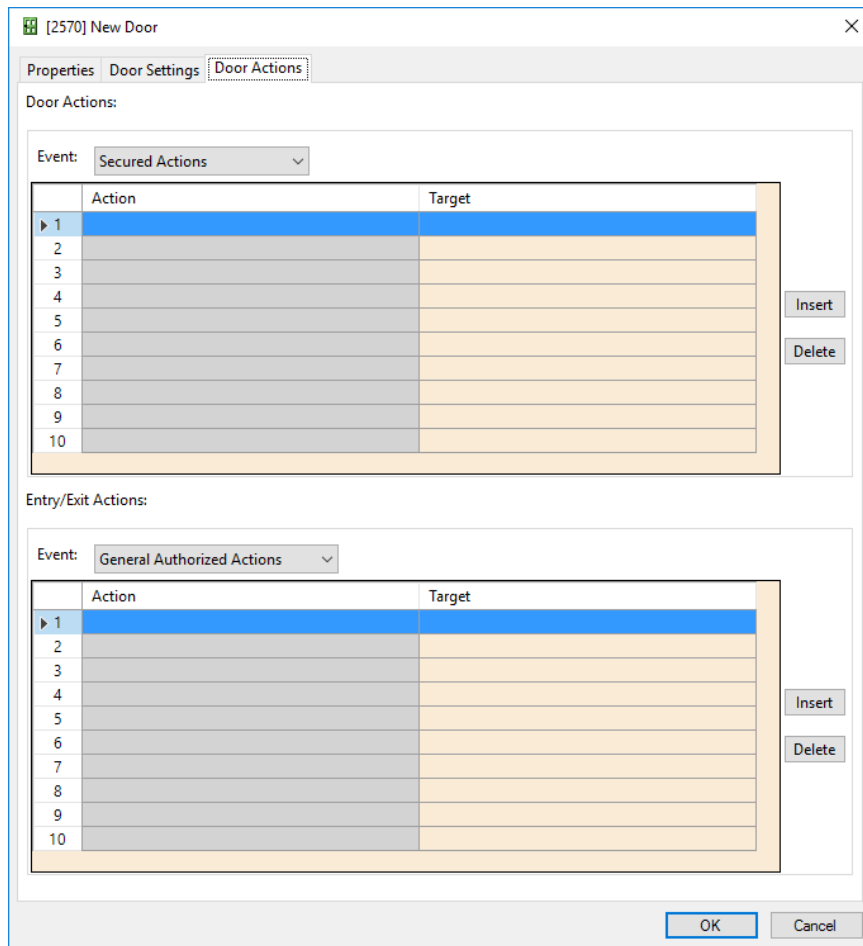 [2570] New Door
Properties Door Settings Door Actions
Door Actions:
Event: Secured Actions
Action Target
1
2
3
4
5
6
7
8
9
10
Insert
Delete
Entry/Exit Actions:
Event: General Authorized Actions
Action Target
1
2
3
4
5
6
7
8
9
10
Insert
Delete
OK Cancel